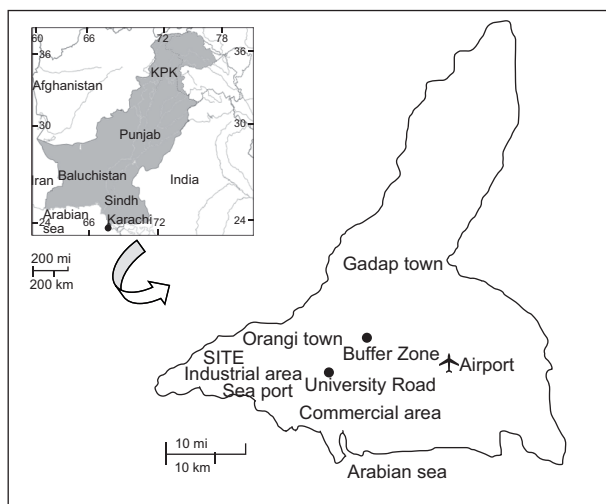 60 66 72 78
36 36
KPK
Afghanistan
30 30
Punjab
Iran Baluchistan India
Sindh
Arabian sea
Karachi
24 66 72 24
200 mi
200 km
Gadap town
Orangi town
Buffer Zone
SITE
Industrial area
Airport
Sea port
University Road
Commercial area
10 mi
10 km
Arabian sea